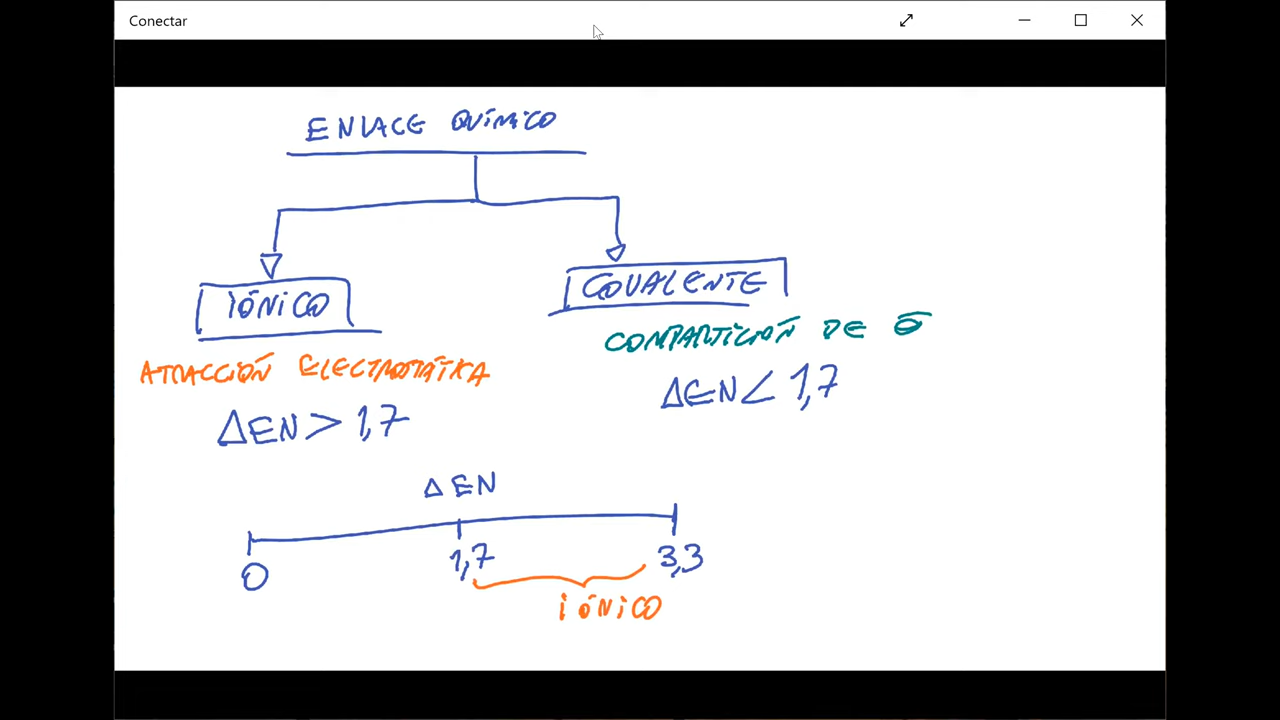 Conectar
ENLACE QUÍMICO
IÓNICO
COVALENTE
ATRACCIÓN ELECTROSTÁTICA
COMPARTICIÓN DE e⁻
ΔEN > 1,7
ΔEN < 1,7
ΔEN
0 1,7 3,3
IÓNICO